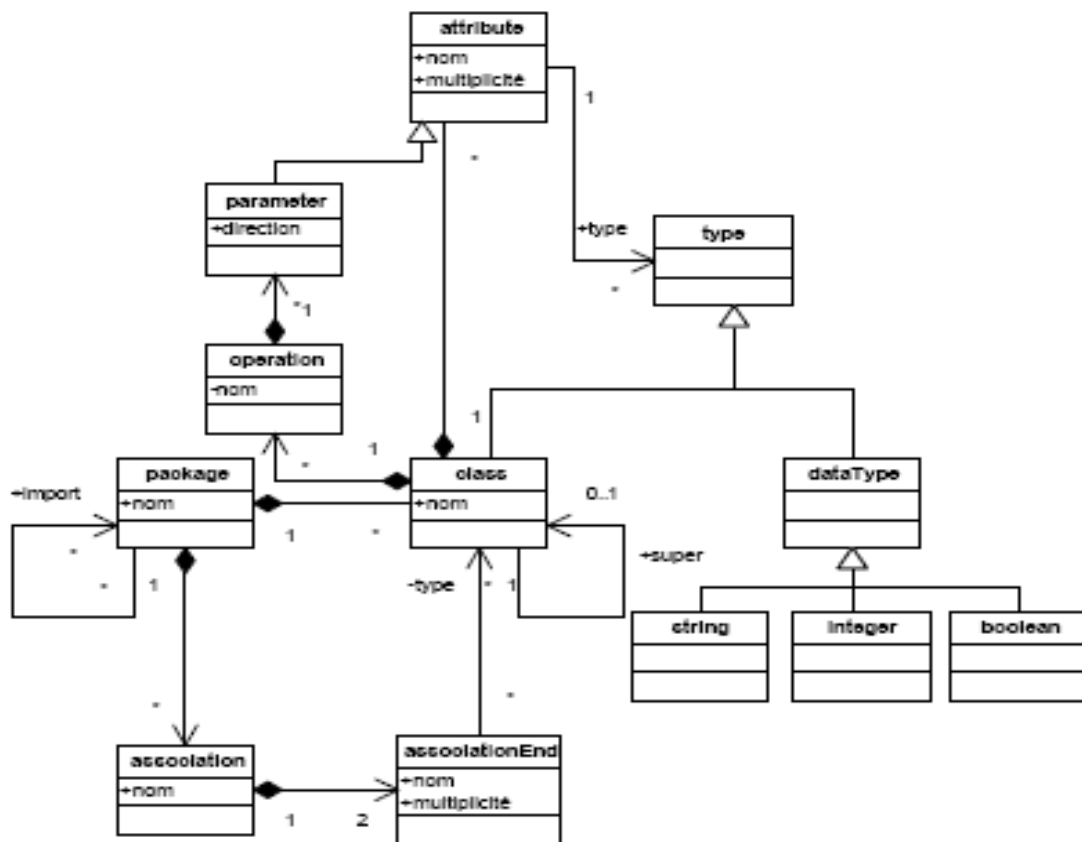 attribute
+nom
+multiplicité
1
*
parameter
+direction
+type
type
*
*
1
operation
-nom
1
1
*
package
+nom
class
+nom
dataType
+import
0..1
1
*
*
*
1
-type
*
1
+super
string
integer
boolean
*
*
association
+nom
associationEnd
+nom
+multiplicité
1
2